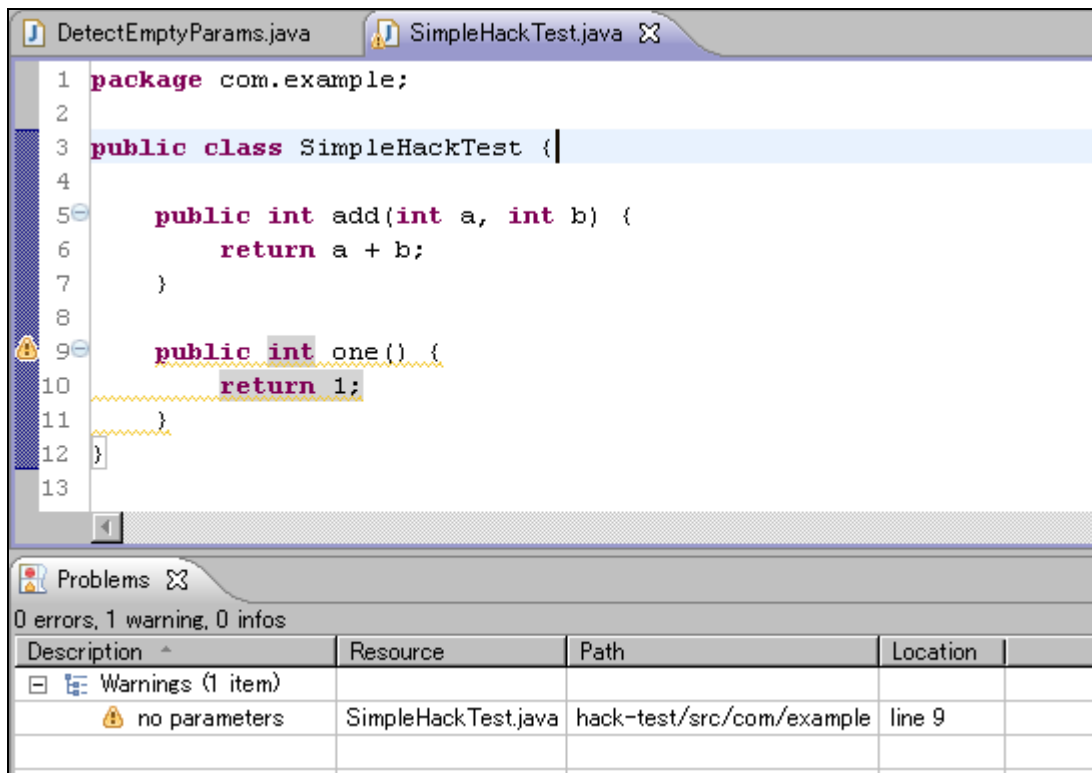 DetectEmptyParams.java SimpleHackTest.java
1 package com.example;
2
3 public class SimpleHackTest {
4
5 public int add(int a, int b) {
6 return a + b;
7 }
8
9 public int one() {
10 return 1;
11 }
12 }
13
Problems
0 errors, 1 warning, 0 infos
Description Resource Path Location
Warnings (1 item)
no parameters SimpleHackTest.java hack-test/src/com/example line 9